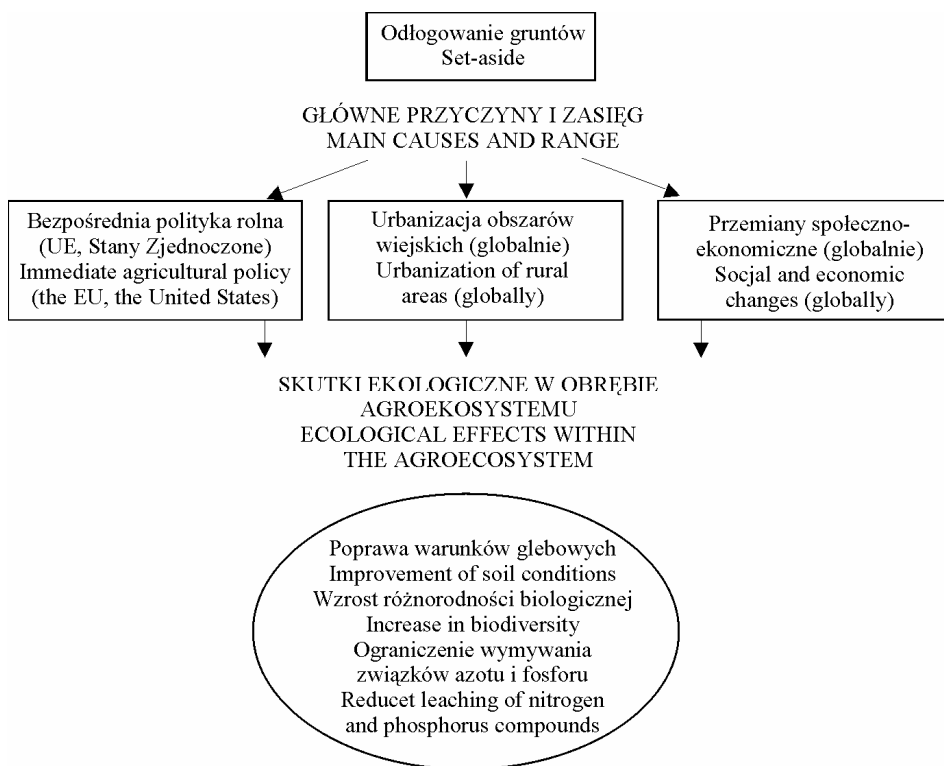 Odłogowanie gruntów
Set-aside
GŁÓWNE PRZYCZYNY I ZASIĘG
MAIN CAUSES AND RANGE
Bezpośrednia polityka rolna
(UE, Stany Zjednoczone)
Immediate agricultural policy
(the EU, the United States)
Urbanizacja obszarów
wiejskich (globalnie)
Urbanization of rural
areas (globally)
Przemiany społeczno-
ekonomiczne (globalnie)
Socjal and economic
changes (globally)
SKUTKI EKOLOGICZNE W OBRĘBIE
AGROEKOSYSTEMU
ECOLOGICAL EFFECTS WITHIN
THE AGROECOSYSTEM
Poprawa warunków glebowych
Improvement of soil conditions
Wzrost różnorodności biologicznej
Increase in biodiversity
Ograniczenie wymywania
związków azotu i fosforu
Reducet leaching of nitrogen
and phosphorus compounds